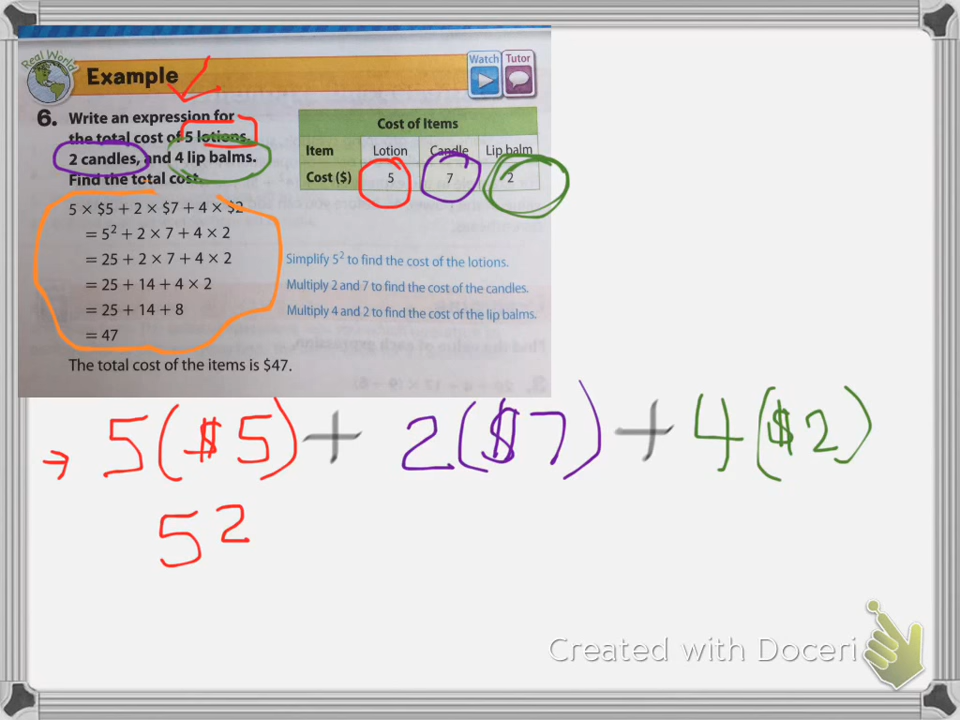 Real World
Example
Watch Tutor
6. Write an expression for
the total cost of 5 lotions,
2 candles, and 4 lip balms.
Find the total cost.
Cost of Items
Item Lotion Candle Lip balm
Cost ($) 5 7 2
5 × $5 + 2 × $7 + 4 × $2
= 5² + 2 × 7 + 4 × 2
= 25 + 2 × 7 + 4 × 2
Simplify 5² to find the cost of the lotions.
= 25 + 14 + 4 × 2
Multiply 2 and 7 to find the cost of the candles.
= 25 + 14 + 8
Multiply 4 and 2 to find the cost of the lip balms.
= 47
The total cost of the items is $47.
→ 5($5) + 2($7) + 4($2)
5²
Created with Doceri